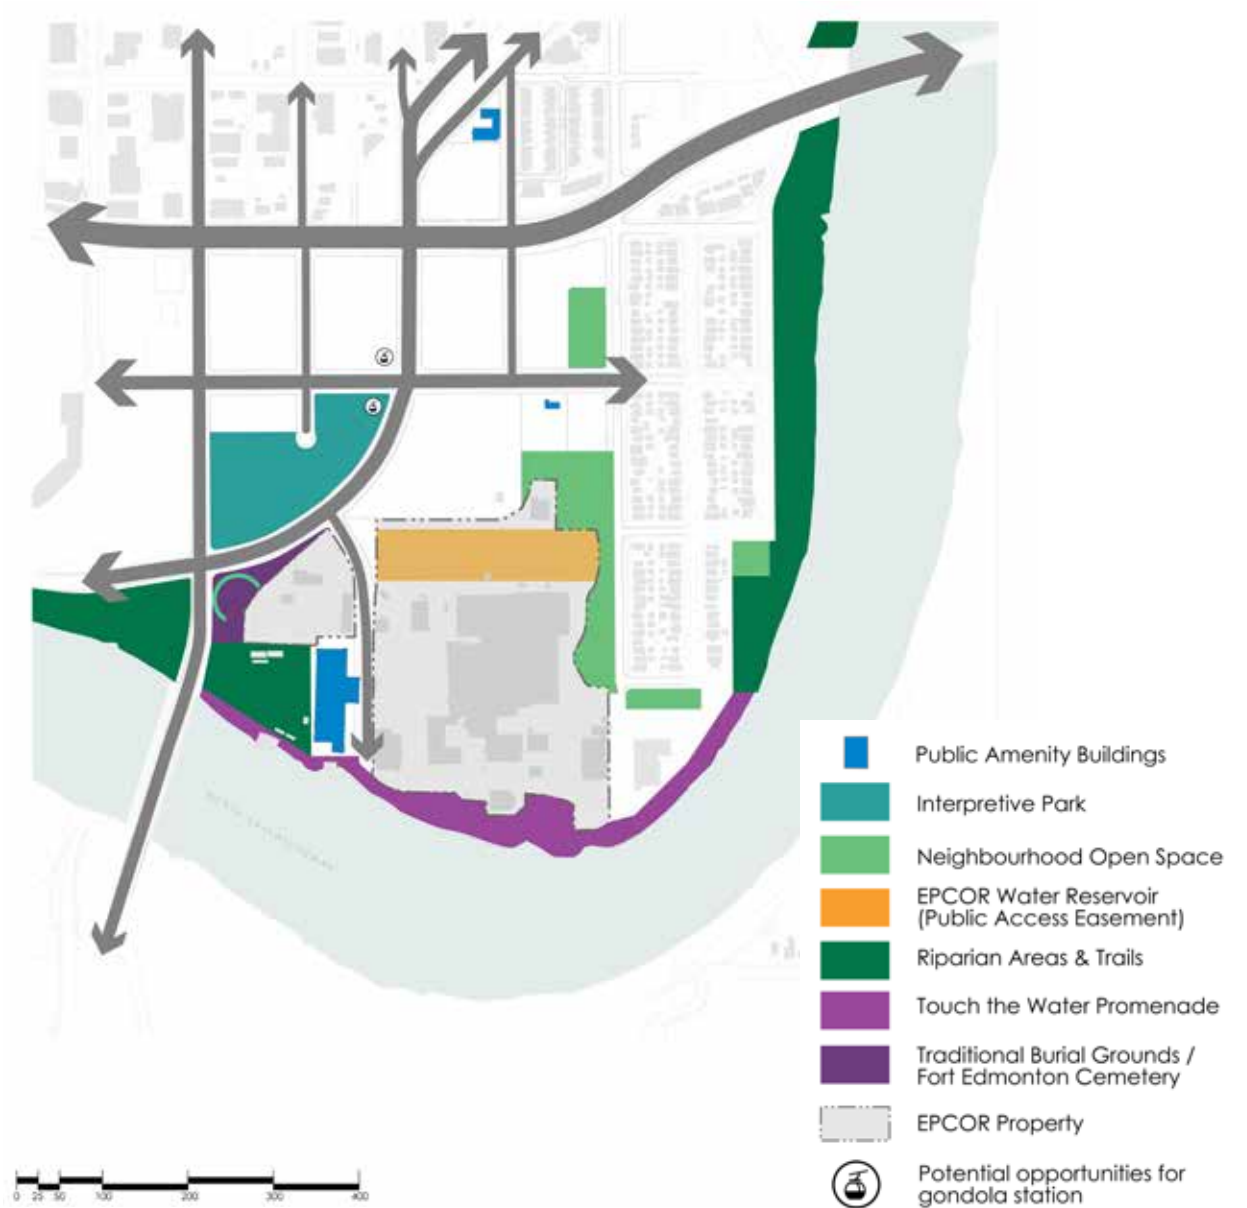 Public Amenity Buildings
Interpretive Park
Neighbourhood Open Space
EPCOR Water Reservoir
(Public Access Easement)
Riparian Areas & Trails
Touch the Water Promenade
Traditional Burial Grounds /
Fort Edmonton Cemetery
EPCOR Property
Potential opportunities for
gondola station
0 25 50 100 200 300 400